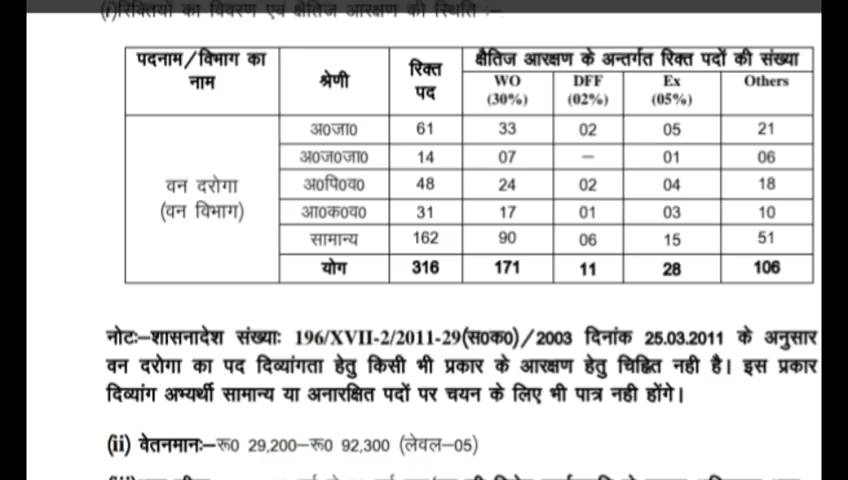 (i)रिक्तियों का विवरण एवं क्षैतिज आरक्षण की स्थिति :–
पदनाम/विभाग का नाम श्रेणी रिक्त पद क्षैतिज आरक्षण के अन्तर्गत रिक्त पदों की संख्या
WO (30%) DFF (02%) Ex (05%) Others
वन दरोगा (वन विभाग)
अ0जा0 61 33 02 05 21
अ0ज0जा0 14 07 – 01 06
अ0पि0व0 48 24 02 04 18
आ0क0व0 31 17 01 03 10
सामान्य 162 90 06 15 51
योग 316 171 11 28 106
नोटः–शासनादेश संख्याः 196/XVII-2/2011-29(स0क0)/2003 दिनांक 25.03.2011 के अनुसार
वन दरोगा का पद दिव्यांगता हेतु किसी भी प्रकार के आरक्षण हेतु चिह्नित नही है। इस प्रकार
दिव्यांग अभ्यर्थी सामान्य या अनारक्षित पदों पर चयन के लिए भी पात्र नही होंगे।
(ii) वेतनमानः–रू0 29,200–रू0 92,300 (लेवल–05)